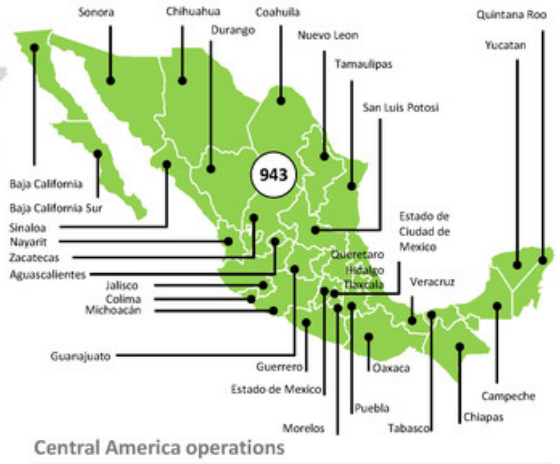 Sonora
Chihuahua
Coahuila
Quintana Roo
Durango
Nuevo Leon
Yucatan
Tamaulipas
San Luis Potosi
943
Baja California
Baja California Sur
Sinaloa
Nayarit
Zacatecas
Aguascalientes
Jalisco
Colima
Michoacán
Estado de
Ciudad de
Mexico
Queretaro
Hidalgo
Tlaxcala
Veracruz
Guanajuato
Guerrero
Oaxaca
Estado de Mexico
Campeche
Puebla
Chiapas
Morelos
Tabasco
Central America operations